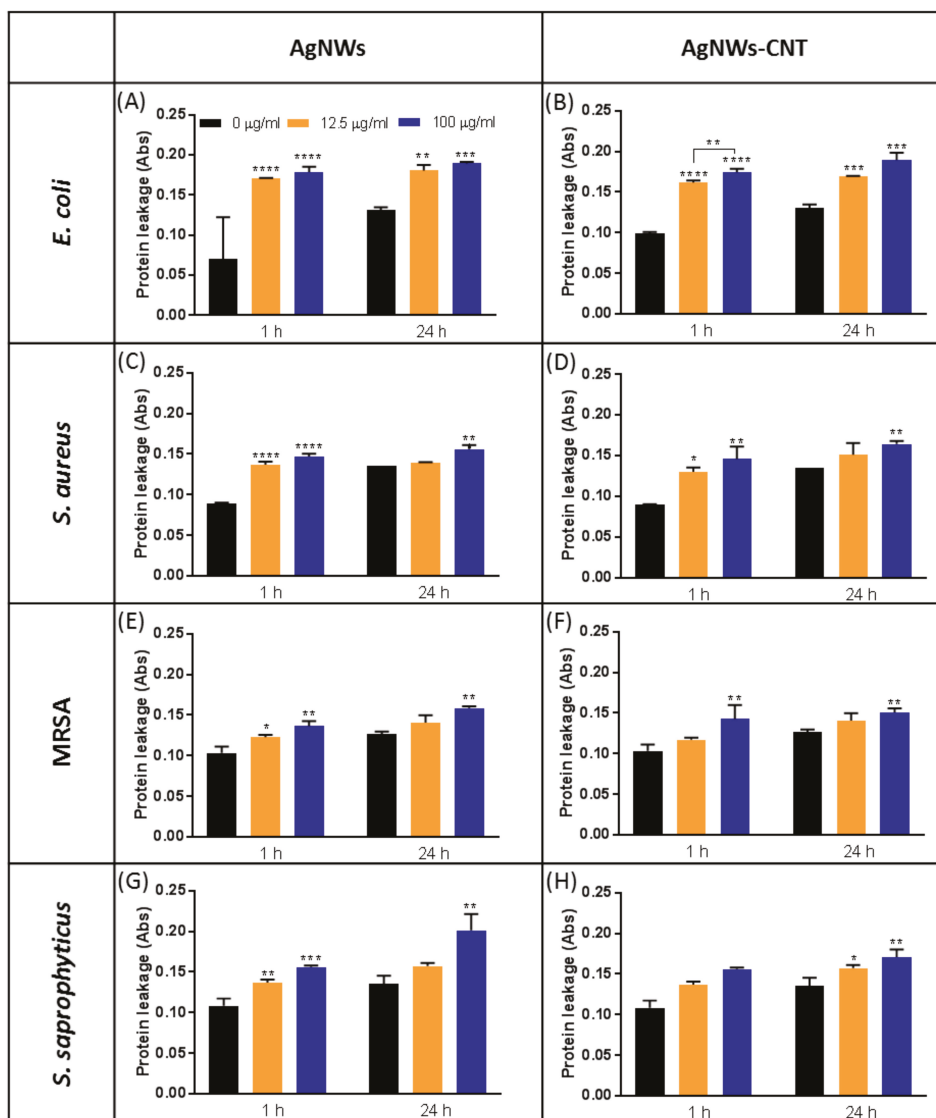 AgNWs
AgNWs-CNT
E. coli
(A)
Protein leakage (Abs)
0.25
0.20
0.15
0.10
0.05
0.00
0 μg/ml
12.5 μg/ml
100 μg/ml
****
****
**
***
1 h
24 h
(B)
Protein leakage (Abs)
0.25
0.20
0.15
0.10
0.05
0.00
**
****
****
***
***
1 h
24 h
S. aureus
(C)
Protein leakage (Abs)
0.25
0.20
0.15
0.10
0.05
0.00
****
****
**
1 h
24 h
(D)
Protein leakage (Abs)
0.25
0.20
0.15
0.10
0.05
0.00
*
**
**
1 h
24 h
MRSA
(E)
Protein leakage (Abs)
0.25
0.20
0.15
0.10
0.05
0.00
*
**
**
1 h
24 h
(F)
Protein leakage (Abs)
0.25
0.20
0.15
0.10
0.05
0.00
**
**
1 h
24 h
S. saprophyticus
(G)
Protein leakage (Abs)
0.25
0.20
0.15
0.10
0.05
0.00
**
***
**
1 h
24 h
(H)
Protein leakage (Abs)
0.25
0.20
0.15
0.10
0.05
0.00
*
**
1 h
24 h